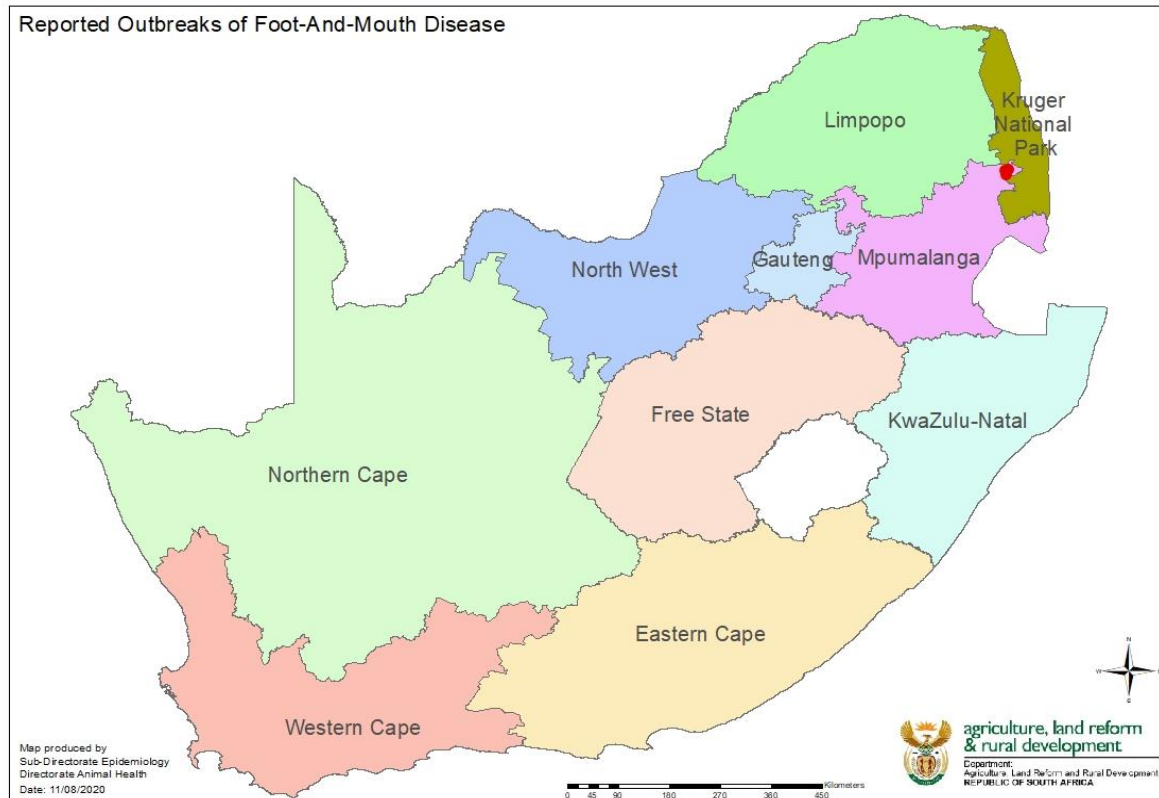 Reported Outbreaks of Foot-And-Mouth Disease
Kruger
National
Park
Limpopo
North West
Gauteng
Mpumalanga
Free State
KwaZulu-Natal
Northern Cape
Eastern Cape
Western Cape
N
W
S
Map produced by
Sub-Directorate Epidemiology
Directorate Animal Health
Date: 11/08/2020
Kilometers
0 45 90 180 270 360 450
agriculture, land reform
& rural development
Department:
Agriculture, Land Reform and Rural Development
REPUBLIC OF SOUTH AFRICA